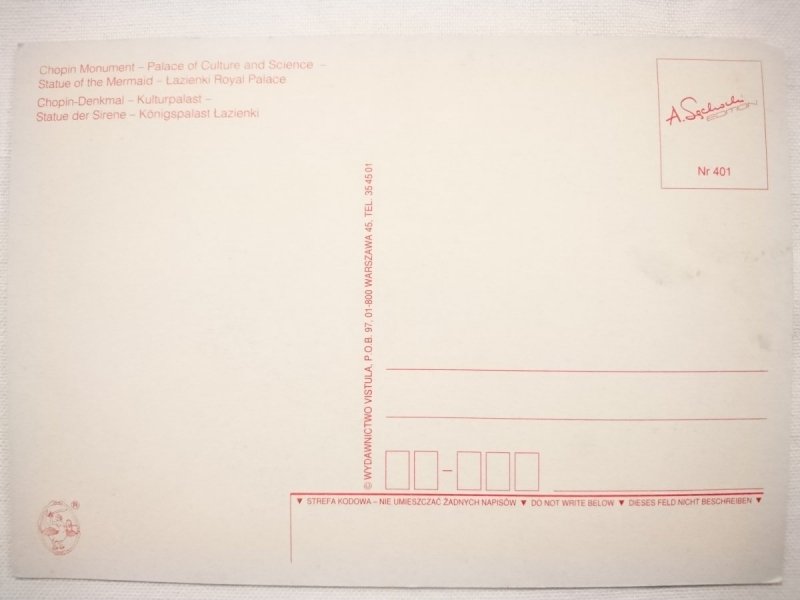 Chopin Monument – Palace of Culture and Science –
Statue of the Mermaid – Łazienki Royal Palace
Chopin-Denkmal – Kulturpalast –
Statue der Sirene – Königspalast Łazienki
EDITION
Nr 401
© WYDAWNICTWO VISTULA, P.O.B. 97, 01-800 WARSZAWA 45. TEL. 35 45 01
▼ STREFA KODOWA – NIE UMIESZCZAĆ ŻADNYCH NAPISÓW ▼ DO NOT WRITE BELOW ▼ DIESES FELD NICHT BESCHREIBEN ▼